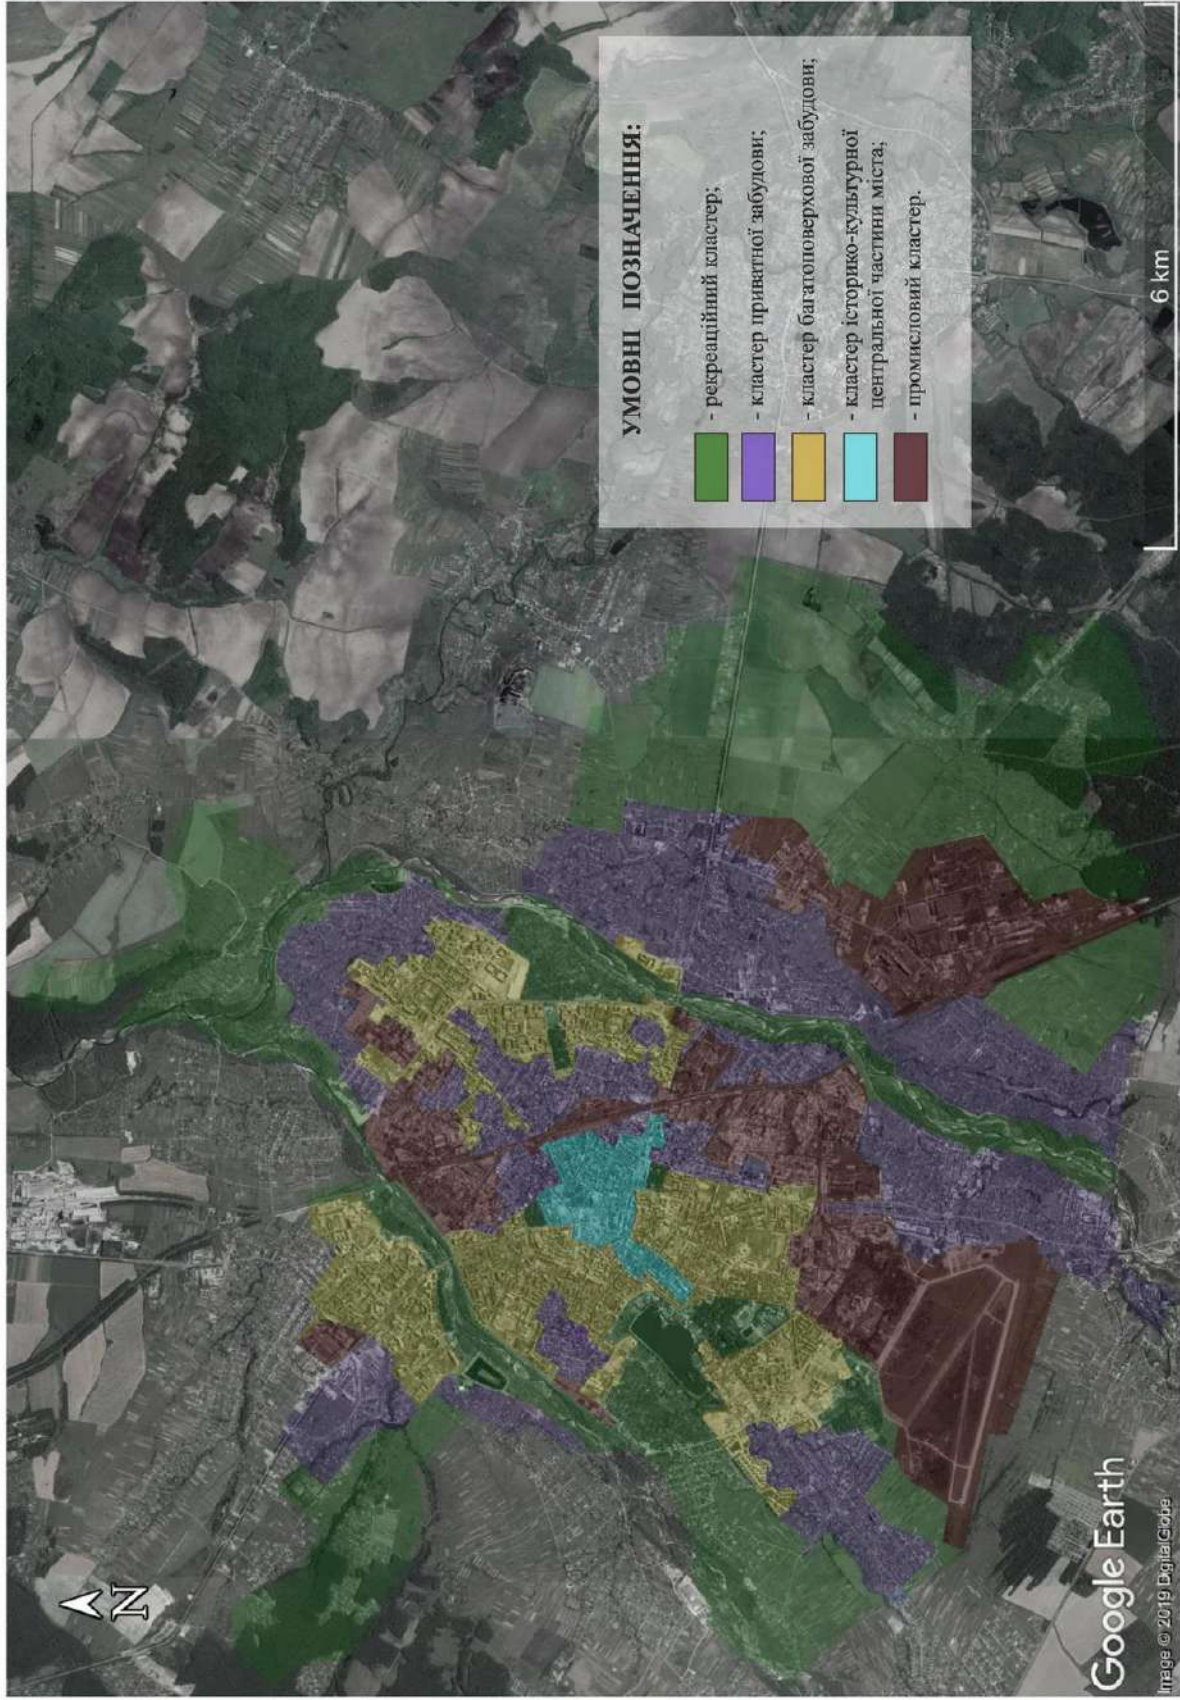 N
УМОВНІ ПОЗНАЧЕННЯ:
- рекреаційний кластер;
- кластер приватної забудови;
- кластер багатоповерхової забудови;
- кластер історико-культурної
центральної частини міста;
- промисловий кластер.
Google Earth
Image © 2019 DigitalGlobe
6 km